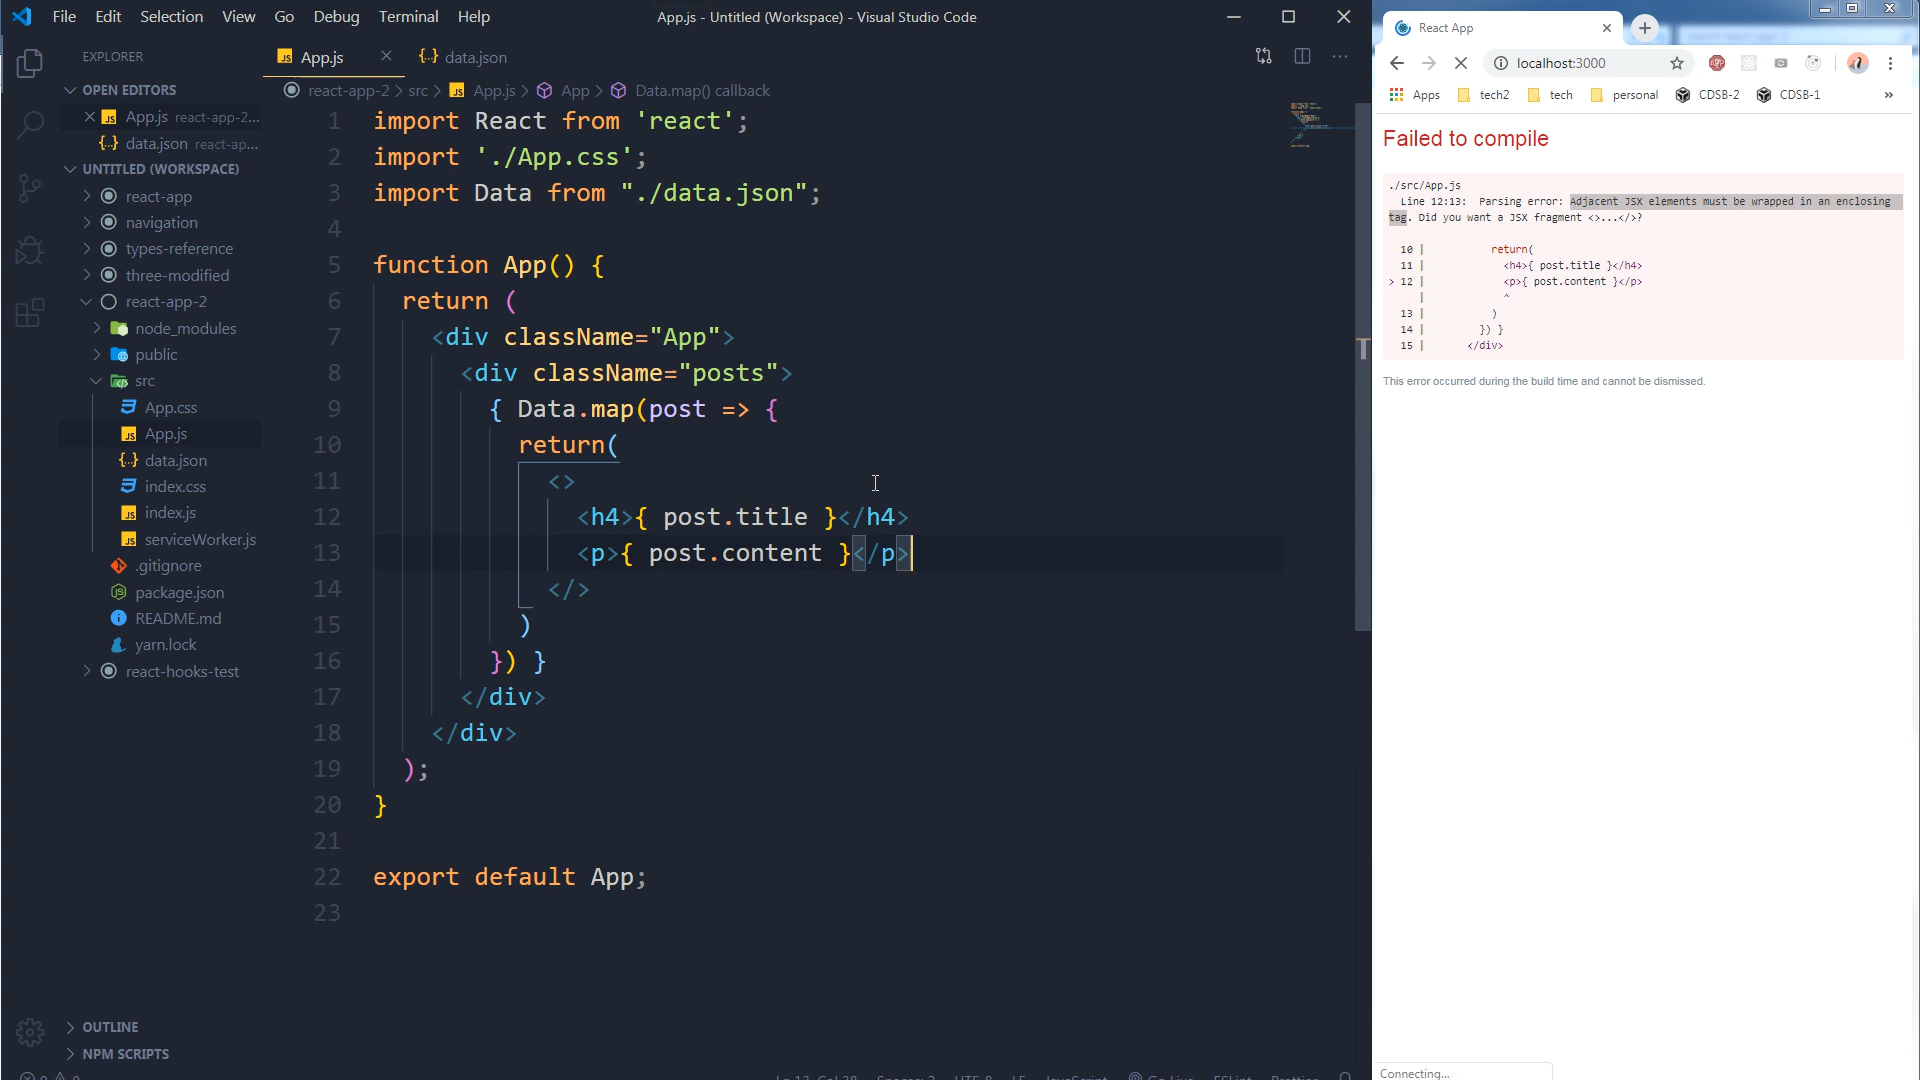 File Edit Selection View Go Debug Terminal Help
App.js - Untitled (Workspace) - Visual Studio Code
EXPLORER
OPEN EDITORS
App.js react-app-2...
data.json react-ap...
UNTITLED (WORKSPACE)
react-app
navigation
types-reference
three-modified
react-app-2
node_modules
public
src
App.css
App.js
data.json
index.css
index.js
serviceWorker.js
.gitignore
package.json
README.md
yarn.lock
react-hooks-test
OUTLINE
NPM SCRIPTS
App.js
data.json
react-app-2 > src > App.js > App > Data.map() callback
1 import React from 'react';
2 import './App.css';
3 import Data from "./data.json";
4
5 function App() {
6 return (
7 <div className="App">
8 <div className="posts">
9 { Data.map(post => {
10 return(
11 <>
12 <h4>{ post.title }</h4>
13 <p>{ post.content }</p>
14 </>
15 )
16 }) }
17 </div>
18 </div>
19 );
20 }
21
22 export default App;
23
React App
localhost:3000
Apps tech2 tech personal CDSB-2 CDSB-1 »
Failed to compile
./src/App.js
Line 12:13: Parsing error: Adjacent JSX elements must be wrapped in an enclosing
tag. Did you want a JSX fragment <>...</>?
10 | return(
11 | <h4>{ post.title }</h4>
> 12 | <p>{ post.content }</p>
| ^
13 | )
14 | }) }
15 | </div>
This error occurred during the build time and cannot be dismissed.
Connecting...